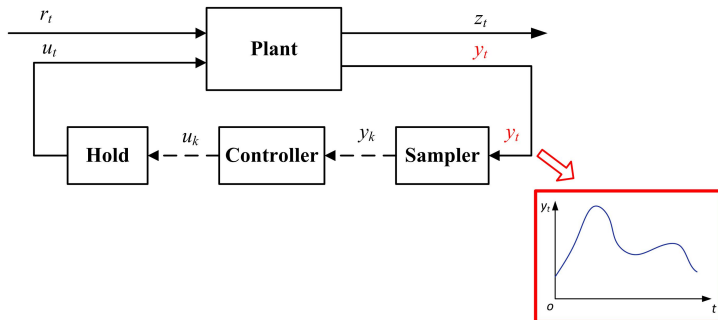 r_t
z_t
u_t
Plant
y_t
u_k
y_k
y_t
Hold
Controller
Sampler
y_t
o
t